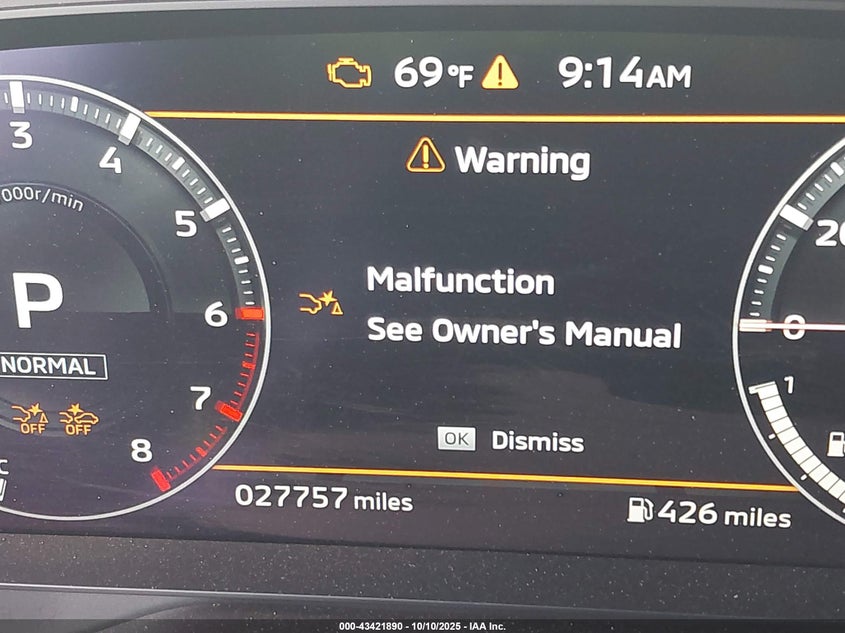 69°F 9:14AM
Warning
3
4
5
6
7
8
000r/min
P
NORMAL
OFF OFF
Malfunction
See Owner's Manual
OK Dismiss
027757 miles
426 miles
20
0
1
C
000-43421890 - 10/10/2025 - IAA Inc.